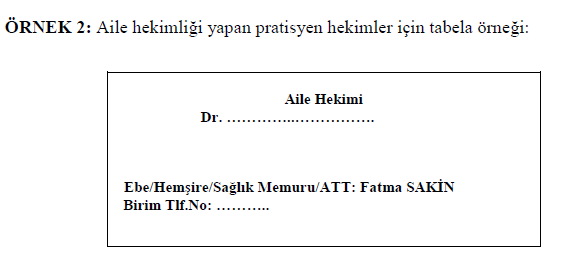 ÖRNEK 2: Aile hekimliği yapan pratisyen hekimler için tabela örneği:
Aile Hekimi
Dr. …………...…………….
Ebe/Hemşire/Sağlık Memuru/ATT: Fatma SAKİN
Birim Tlf.No: ………..